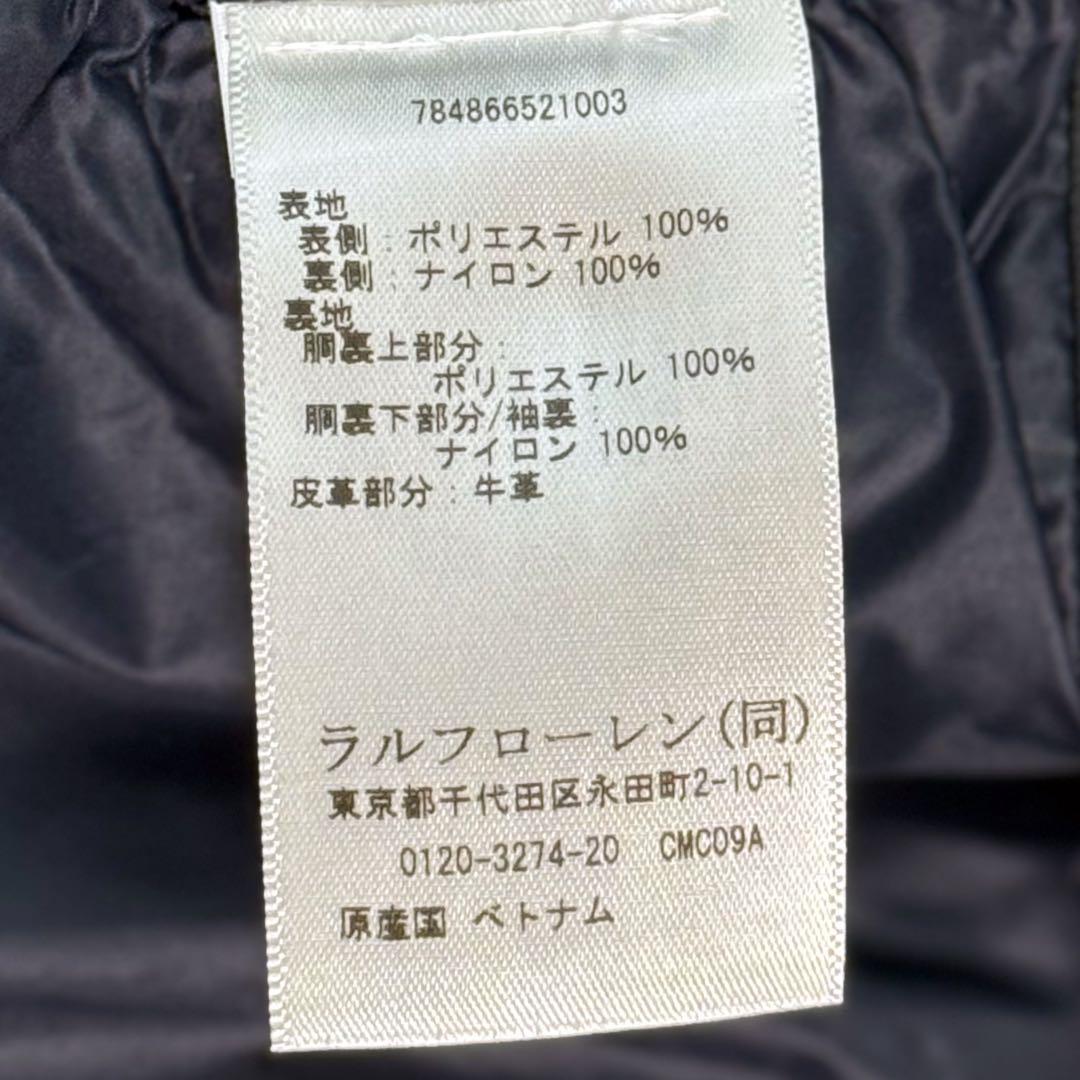 784866521003
表地
表側:ポリエステル 100%
裏側:ナイロン 100%
裏地
胴裏上部分:
ポリエステル 100%
胴裏下部分/袖裏:
ナイロン 100%
皮革部分:牛革
ラルフローレン(同)
東京都千代田区永田町2-10-1
0120-3274-20 CMC09A
原産国 ベトナム